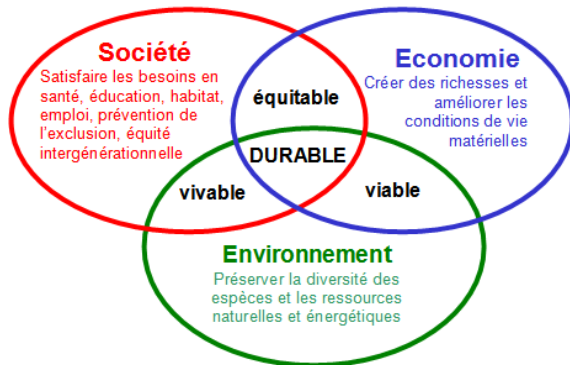 Société
Satisfaire les besoins en
santé, éducation, habitat,
emploi, prévention de
l'exclusion, équité
intergénérationnelle
Economie
Créer des richesses et
améliorer les
conditions de vie
matérielles
équitable
DURABLE
vivable
viable
Environnement
Préserver la diversité des
espèces et les ressources
naturelles et énergétiques